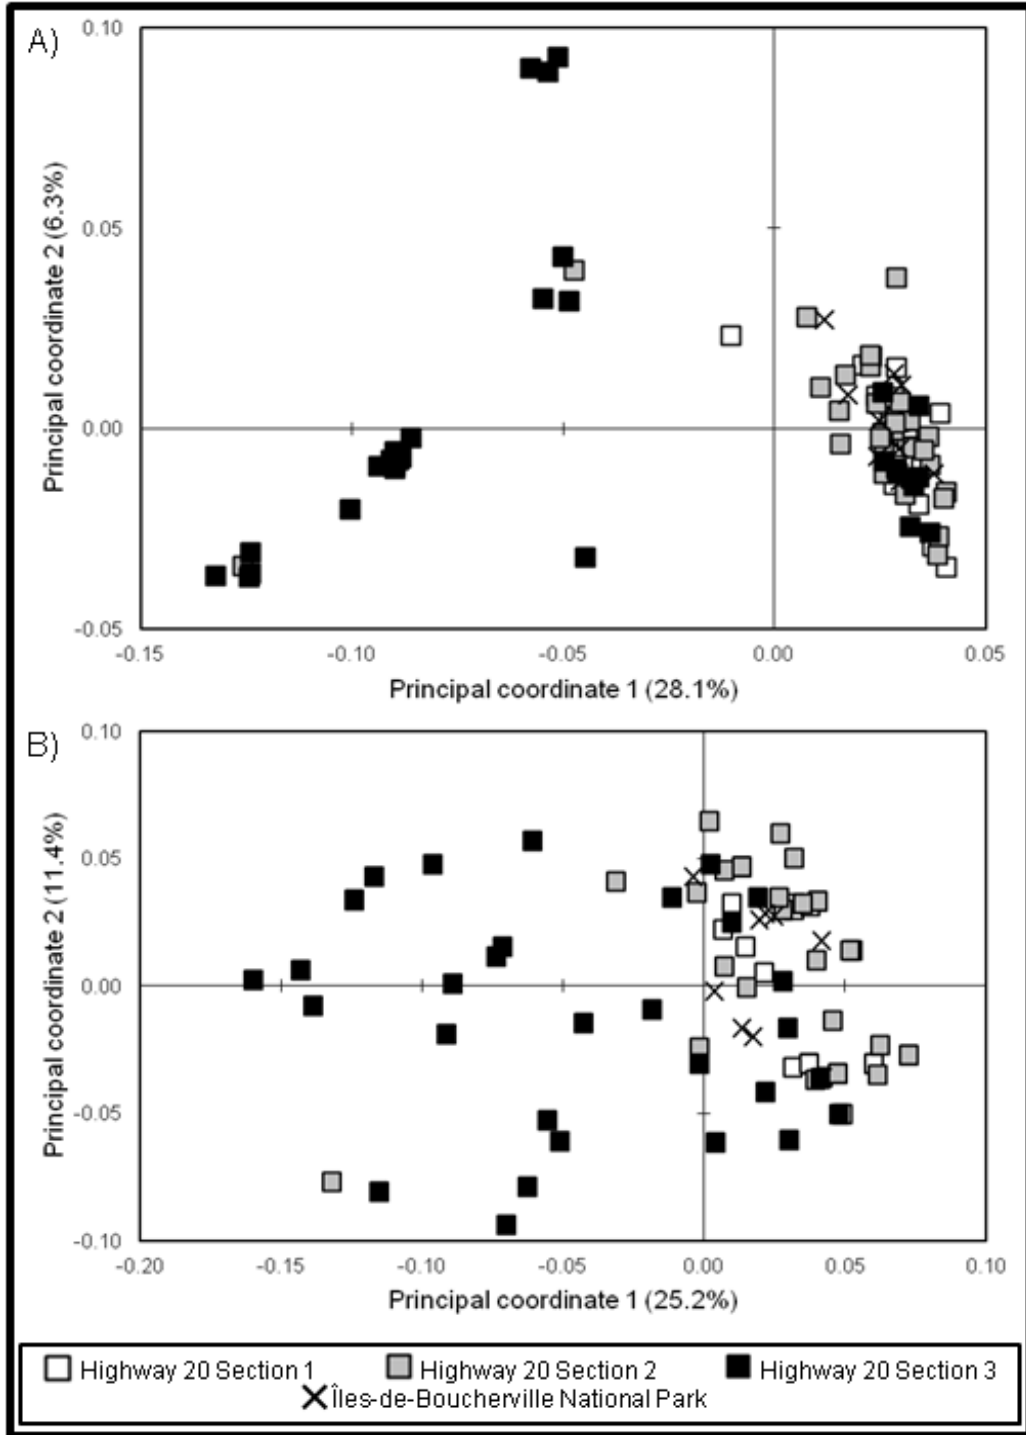 A)
0.10
0.05
0.00
-0.05
Principal coordinate 2 (6.3%)
-0.15 -0.10 -0.05 0.00 0.05
Principal coordinate 1 (28.1%)
B)
0.10
0.05
0.00
-0.05
-0.10
Principal coordinate 2 (11.4%)
-0.20 -0.15 -0.10 -0.05 0.00 0.05 0.10
Principal coordinate 1 (25.2%)
Highway 20 Section 1 Highway 20 Section 2 Highway 20 Section 3
Îles-de-Boucherville National Park